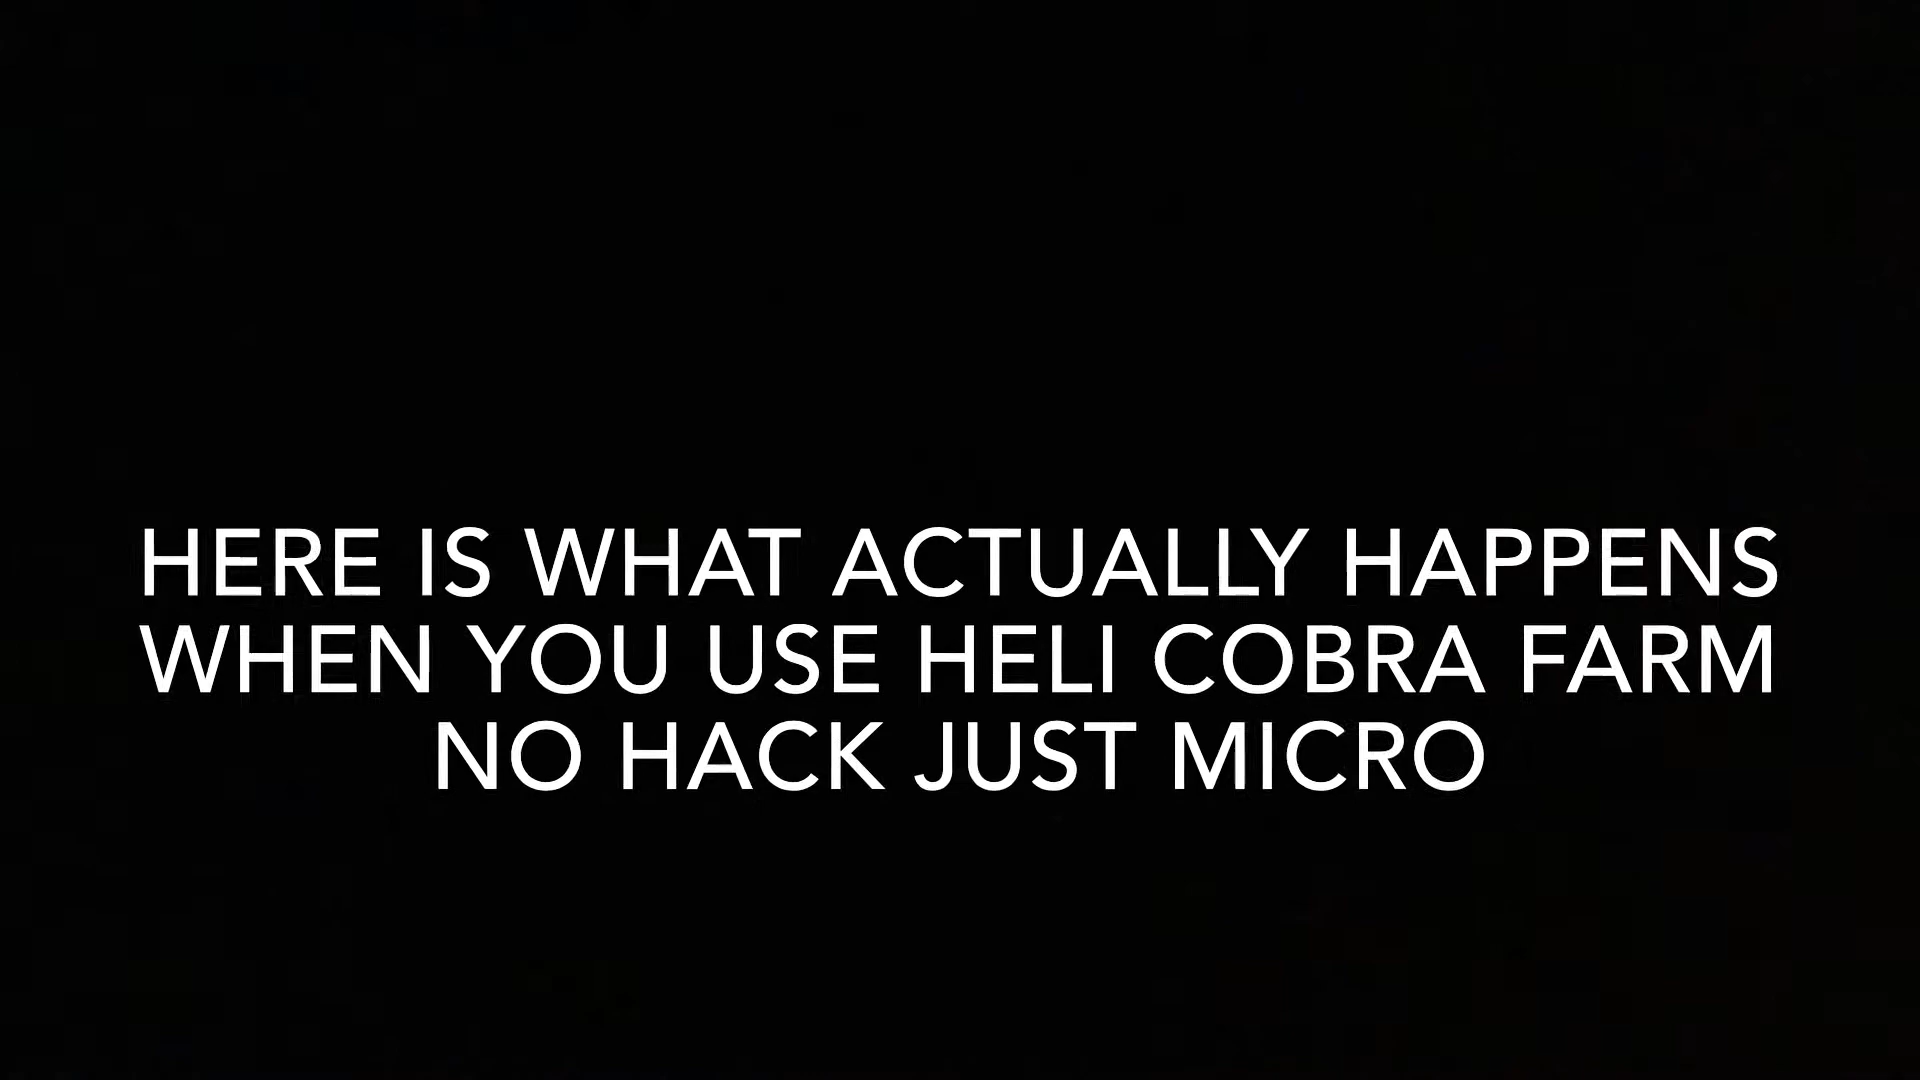 HERE IS WHAT ACTUALLY HAPPENS
WHEN YOU USE HELI COBRA FARM
NO HACK JUST MICRO